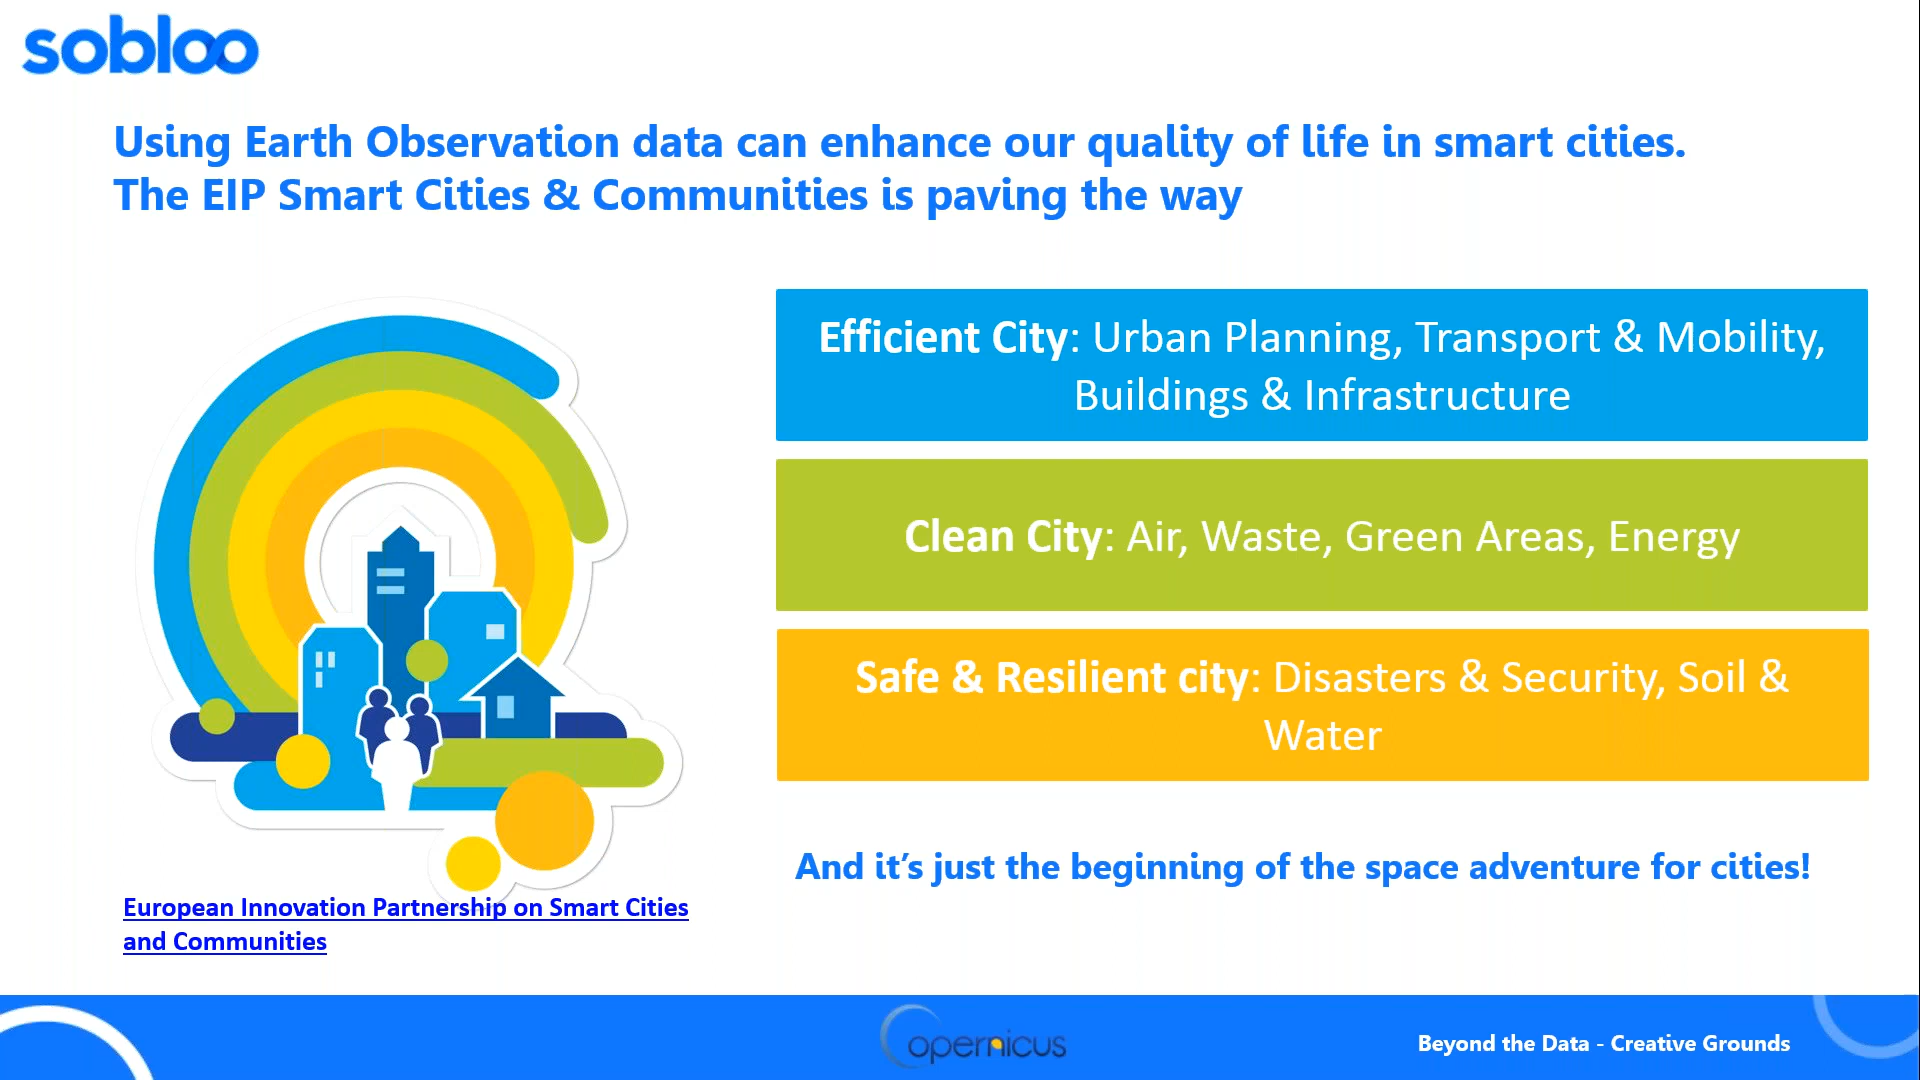 sobloo
Using Earth Observation data can enhance our quality of life in smart cities.
The EIP Smart Cities & Communities is paving the way
Efficient City: Urban Planning, Transport & Mobility,
Buildings & Infrastructure
Clean City: Air, Waste, Green Areas, Energy
Safe & Resilient city: Disasters & Security, Soil &
Water
And it’s just the beginning of the space adventure for cities!
European Innovation Partnership on Smart Cities
and Communities
Copernicus
Beyond the Data - Creative Grounds